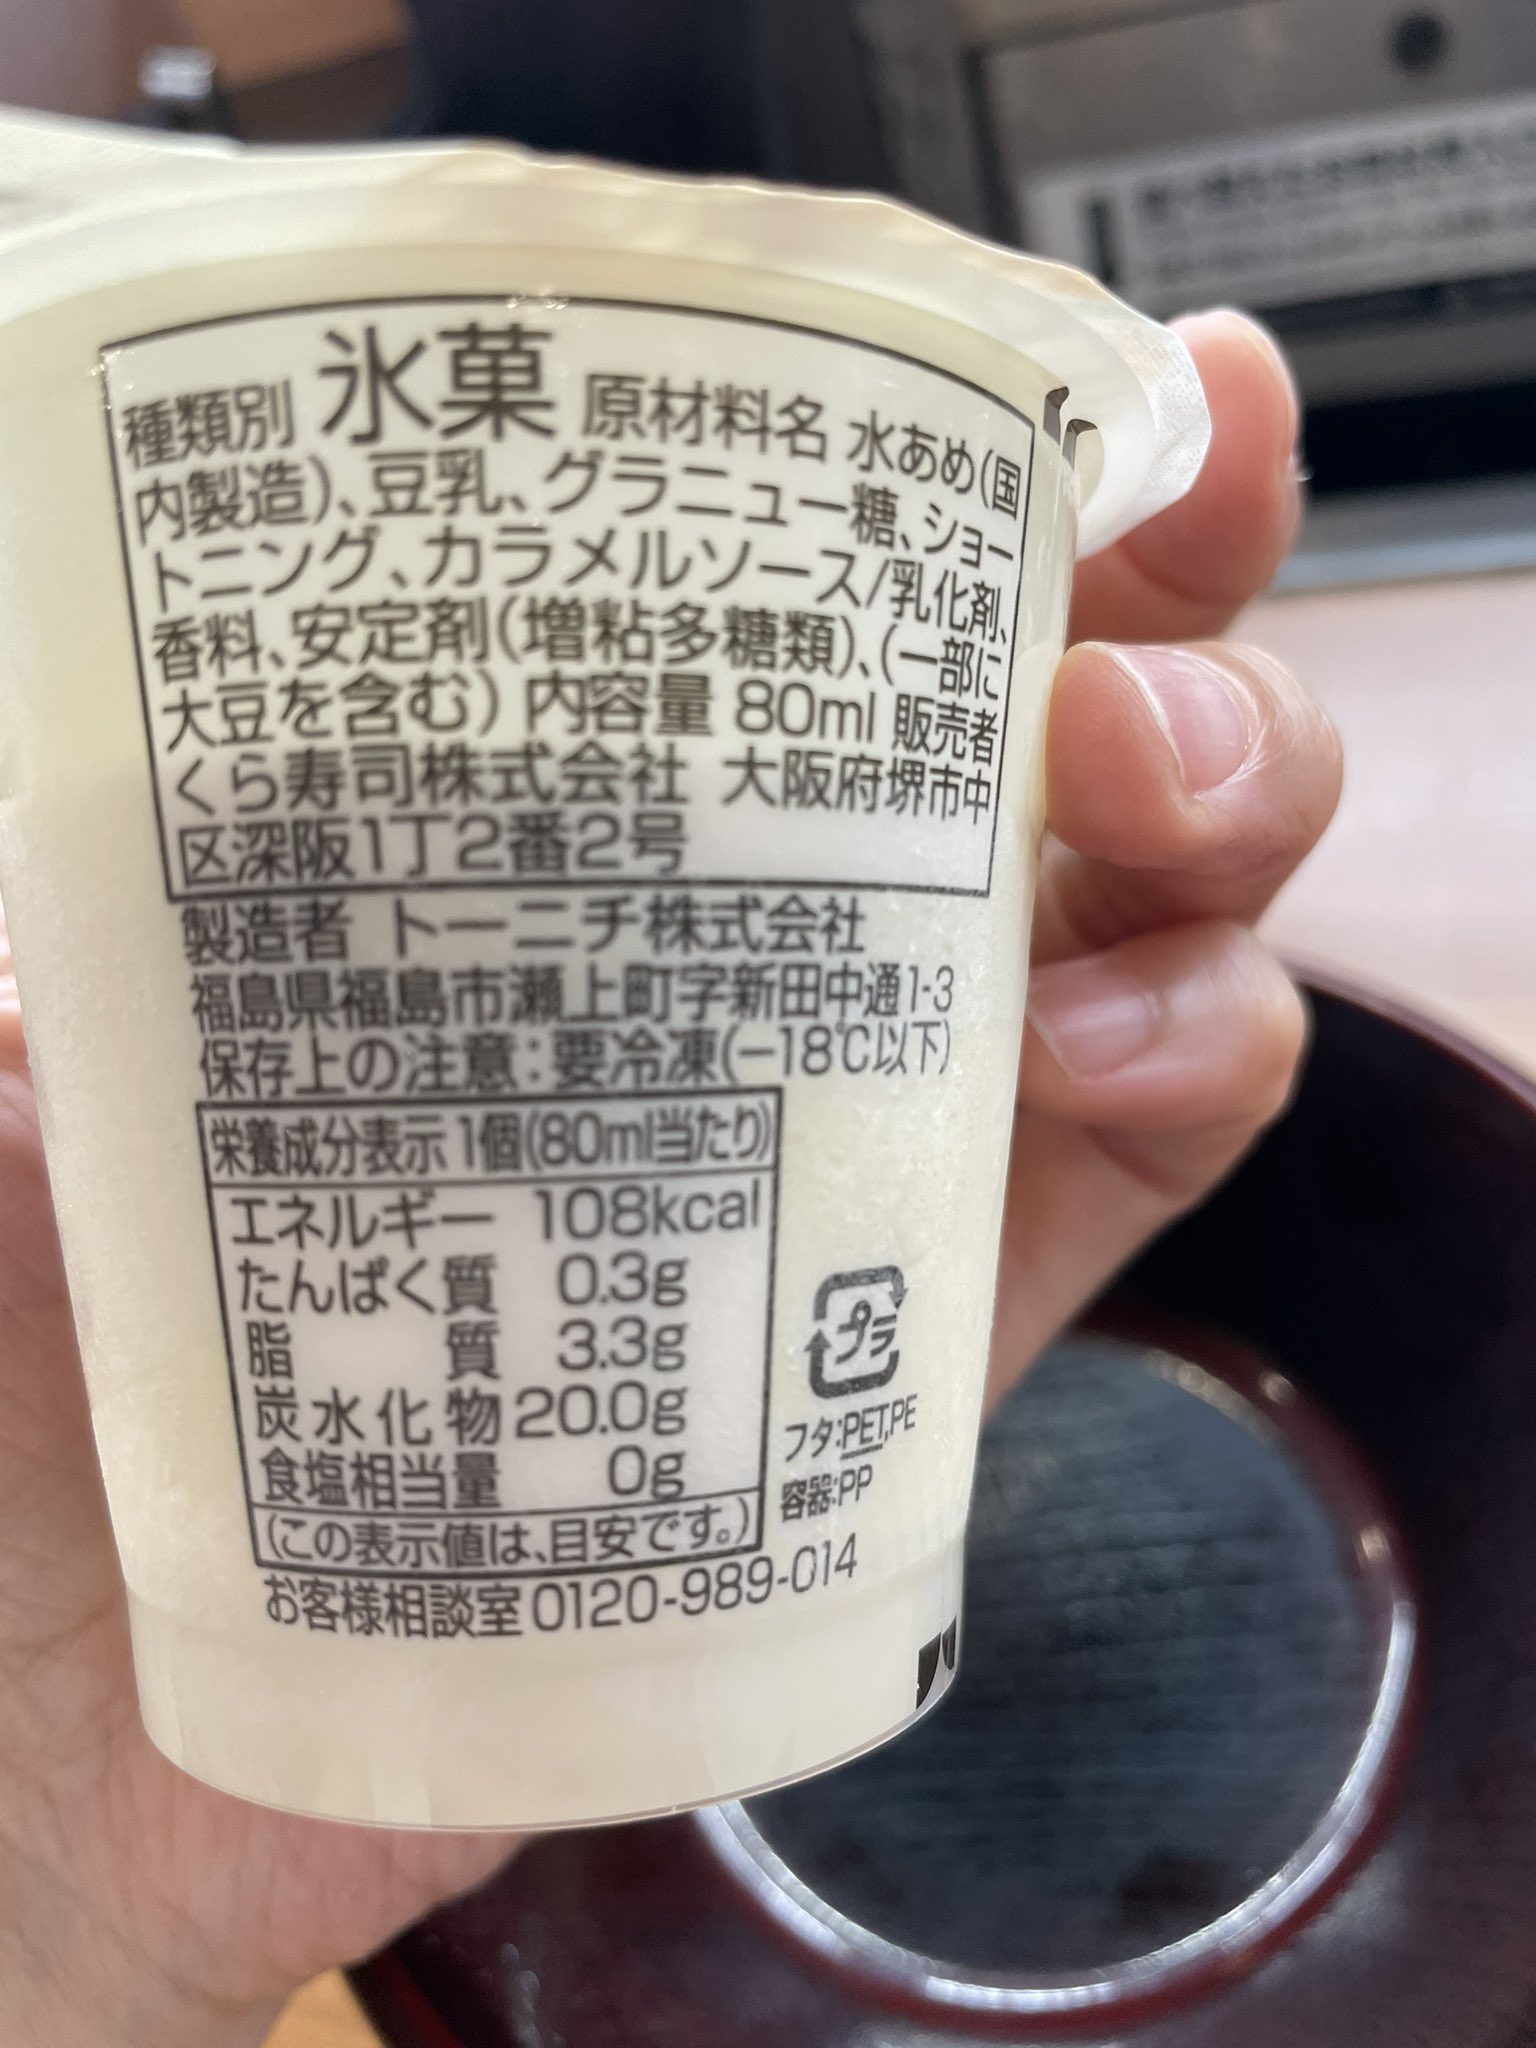 種類別 氷菓 原材料名 水あめ(国
内製造)、豆乳、グラニュー糖、ショー
トニング、カラメルソース/乳化剤、
香料、安定剤(増粘多糖類)、(一部に
大豆を含む) 内容量 80ml 販売者
くら寿司株式会社 大阪府堺市中
区深阪1丁2番2号
製造者 トーニチ株式会社
福島県福島市瀬上町字新田中通1-3
保存上の注意:要冷凍(−18℃以下)
栄養成分表示 1個(80ml当たり)
エネルギー 108kcal
たんぱく質 0.3g
脂質 3.3g
炭水化物 20.0g
食塩相当量 0g
(この表示値は、目安です。)
プラ
フタ:PET,PE
容器:PP
お客様相談室0120-989-014